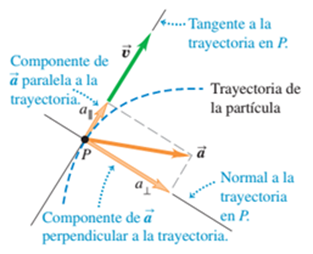 Tangente a la
trayectoria en P.
v⃗
Componente de
a⃗ paralela a la
trayectoria.
a∥
Trayectoria de
la partícula
P
a⃗
a⊥
Normal a la
trayectoria
en P.
Componente de a⃗
perpendicular a la trayectoria.